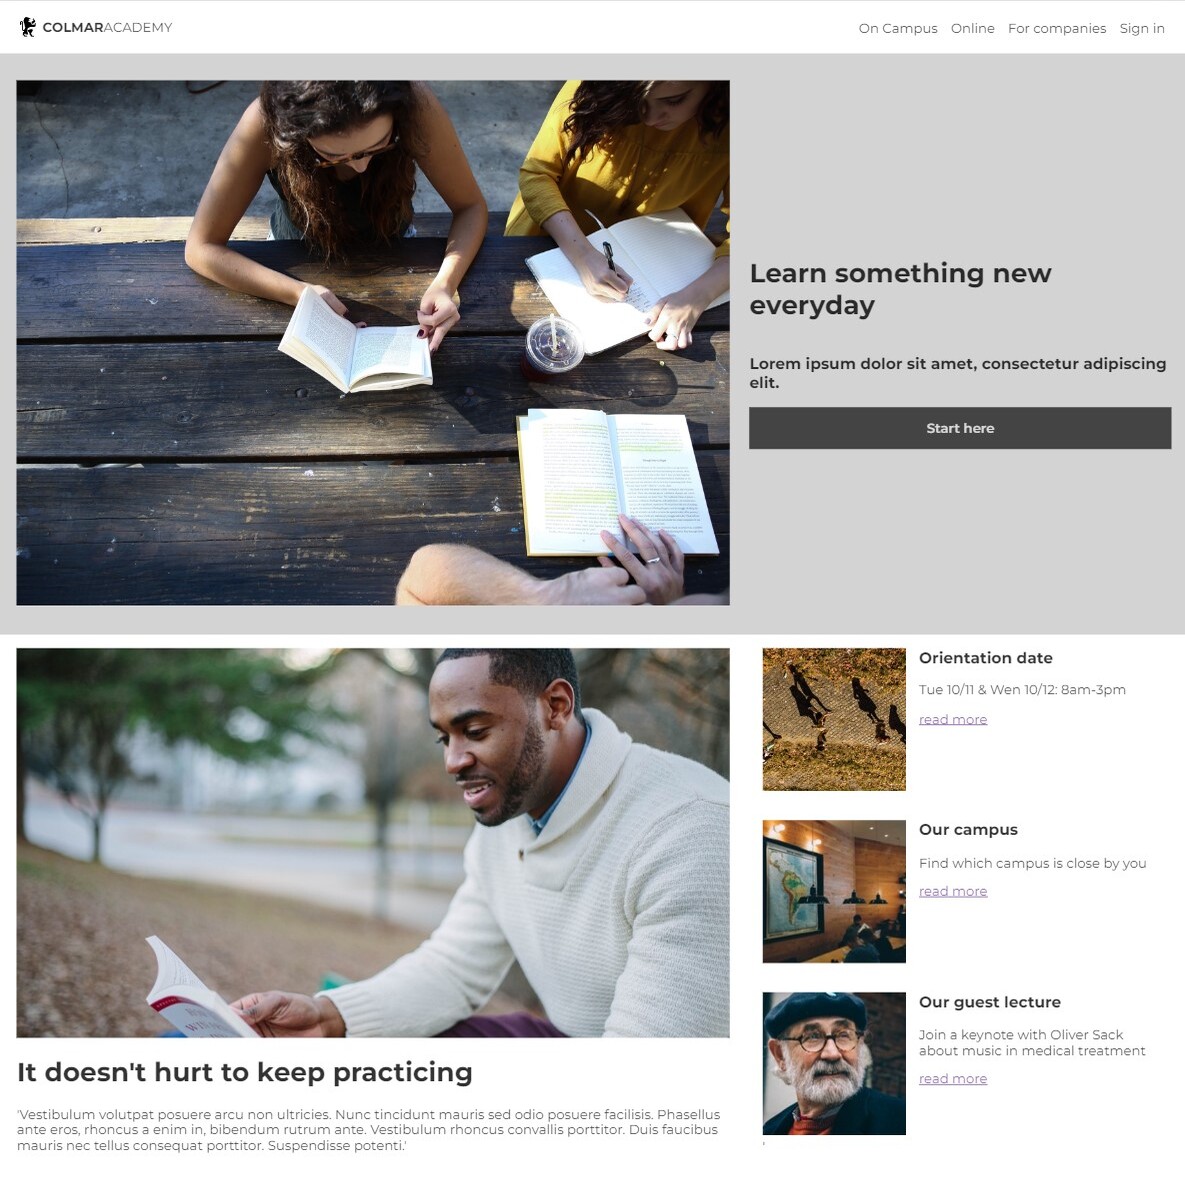 COLMARACADEMY
On Campus Online For companies Sign in
Learn something new
everyday
Lorem ipsum dolor sit amet, consectetur adipiscing
elit.
Start here
Orientation date
Tue 10/11 & Wen 10/12: 8am-3pm
read more
Our campus
Find which campus is close by you
read more
Our guest lecture
Join a keynote with Oliver Sack
about music in medical treatment
read more
It doesn't hurt to keep practicing
'Vestibulum volutpat posuere arcu non ultricies. Nunc tincidunt mauris sed odio posuere facilisis. Phasellus
ante eros, rhoncus a enim in, bibendum rutrum ante. Vestibulum rhoncus convallis porttitor. Duis faucibus
mauris nec tellus consequat porttitor. Suspendisse potenti.'